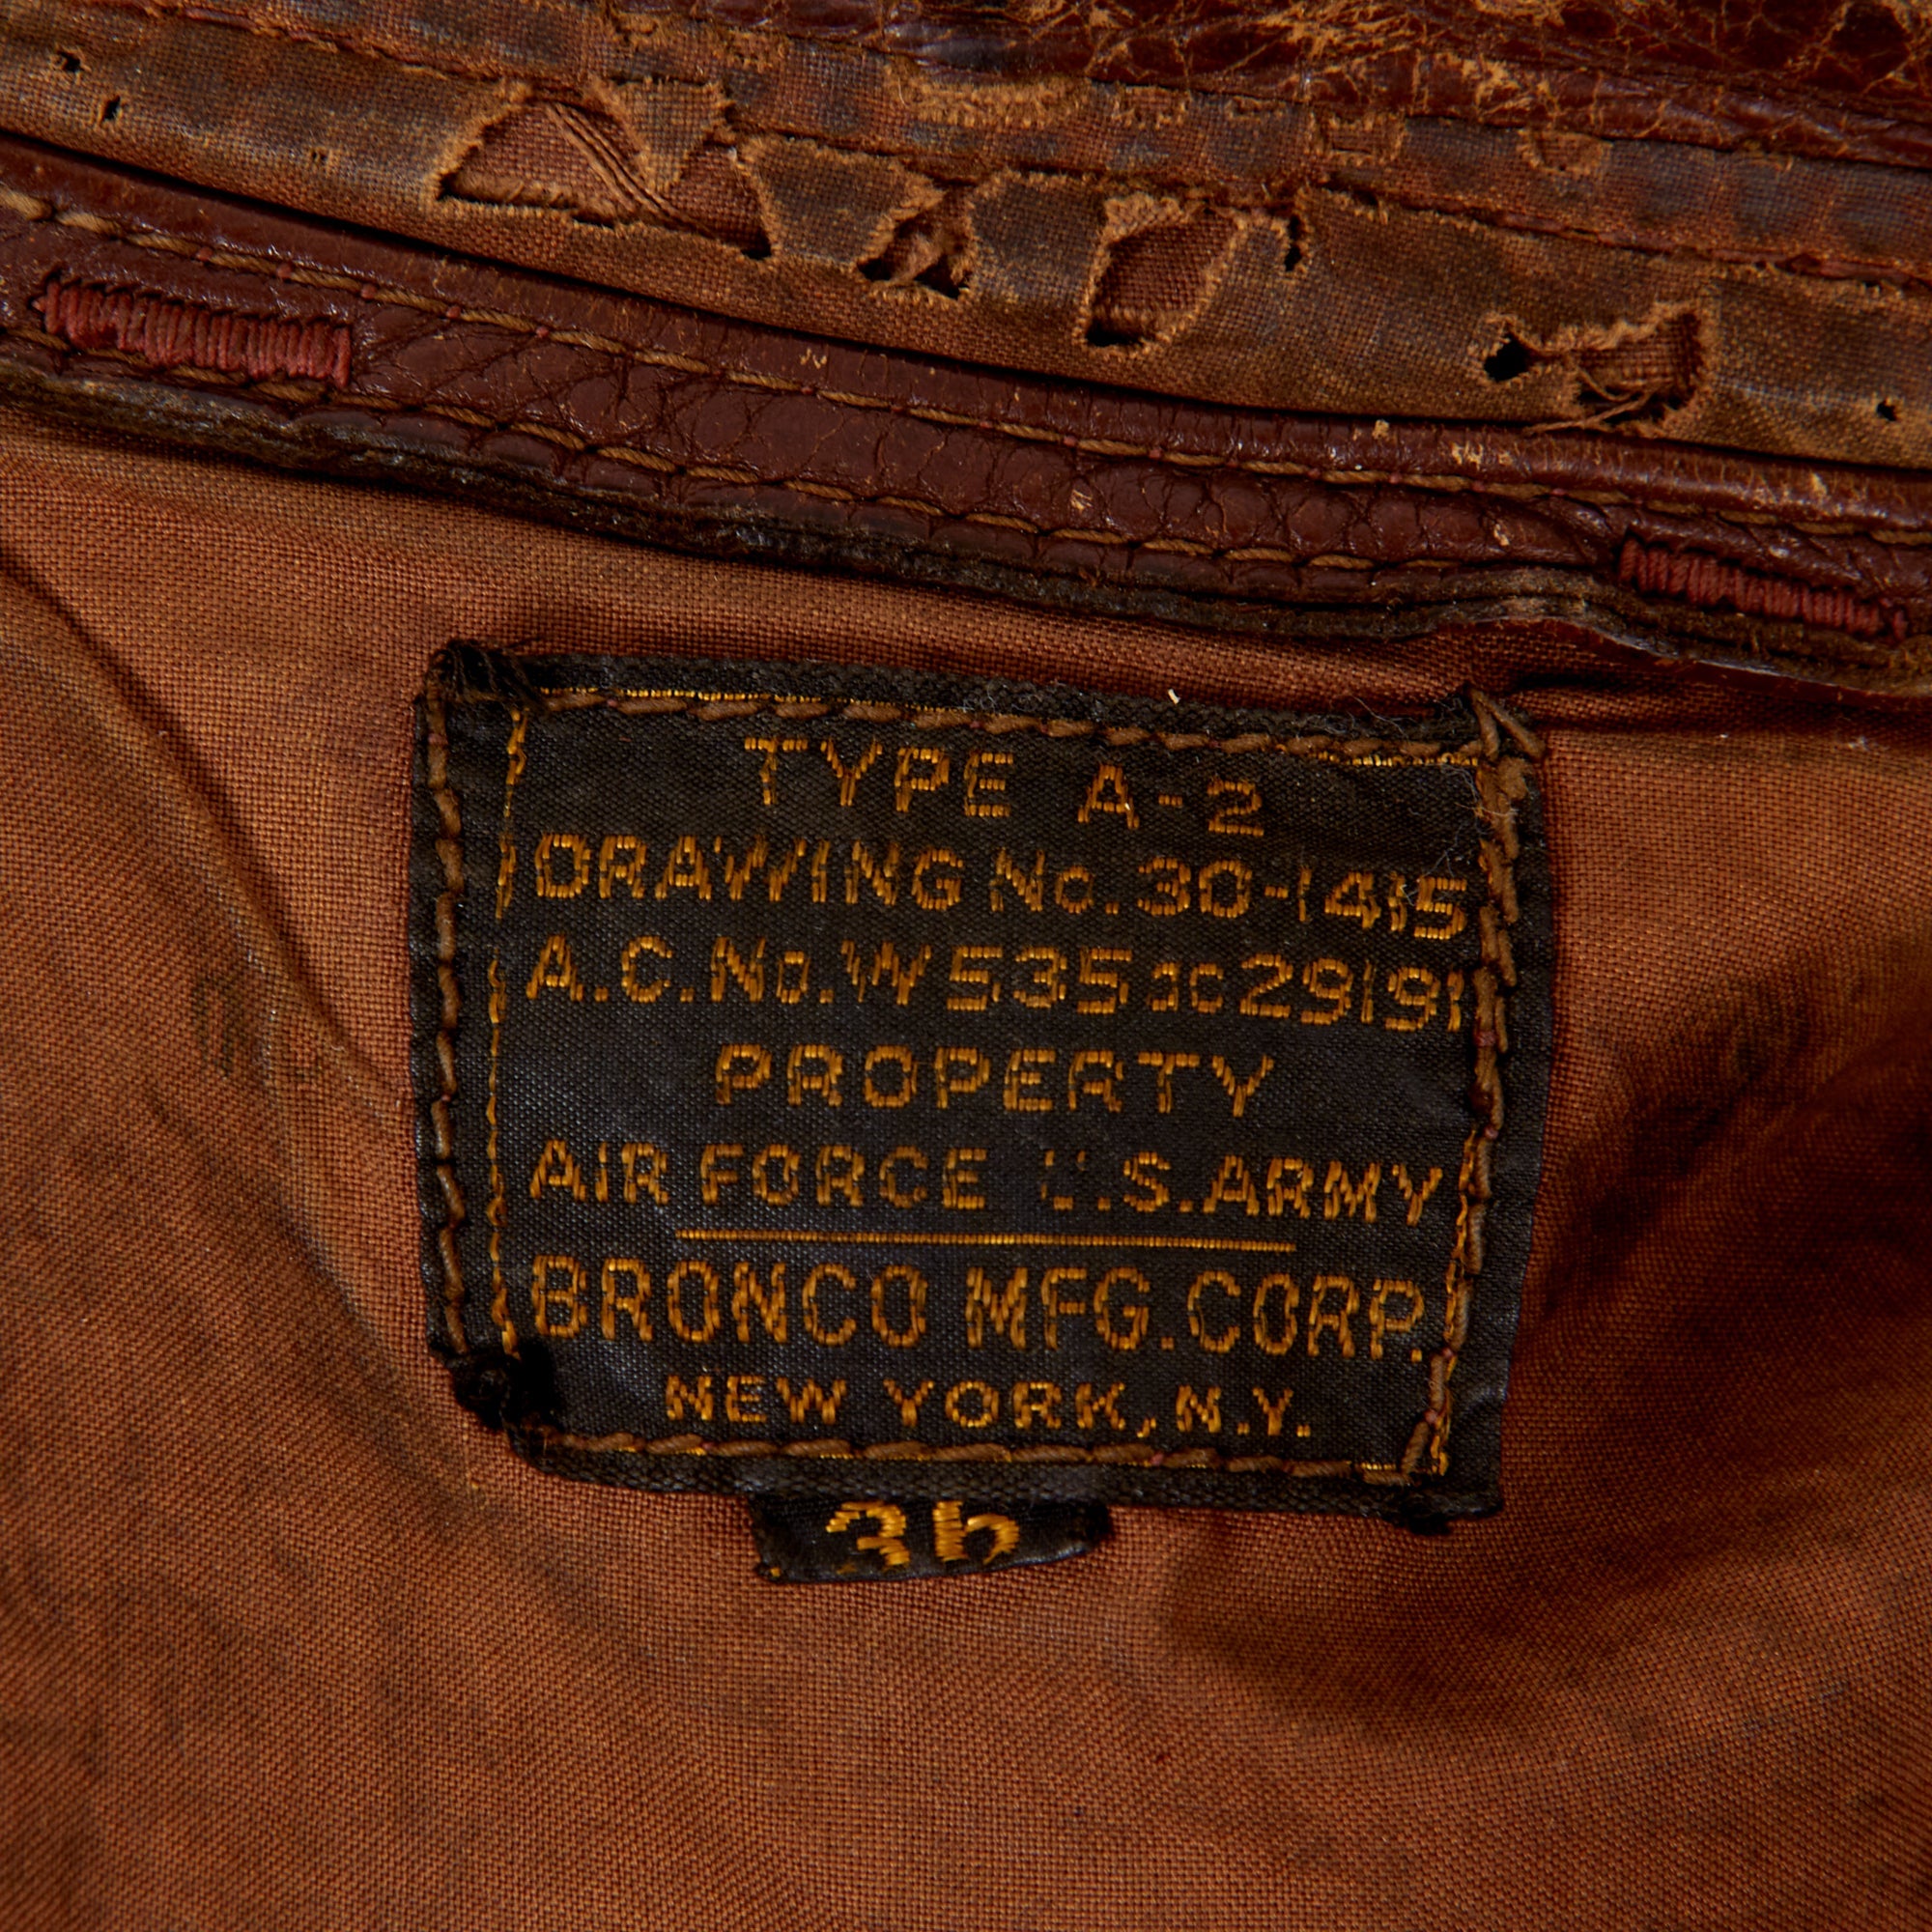 TYPE A-2
DRAWING No. 30-1415
A.C. No. W 535 ac 29191
PROPERTY
AIR FORCE U.S. ARMY
BRONCO MFG. CORP.
NEW YORK, N.Y.
36